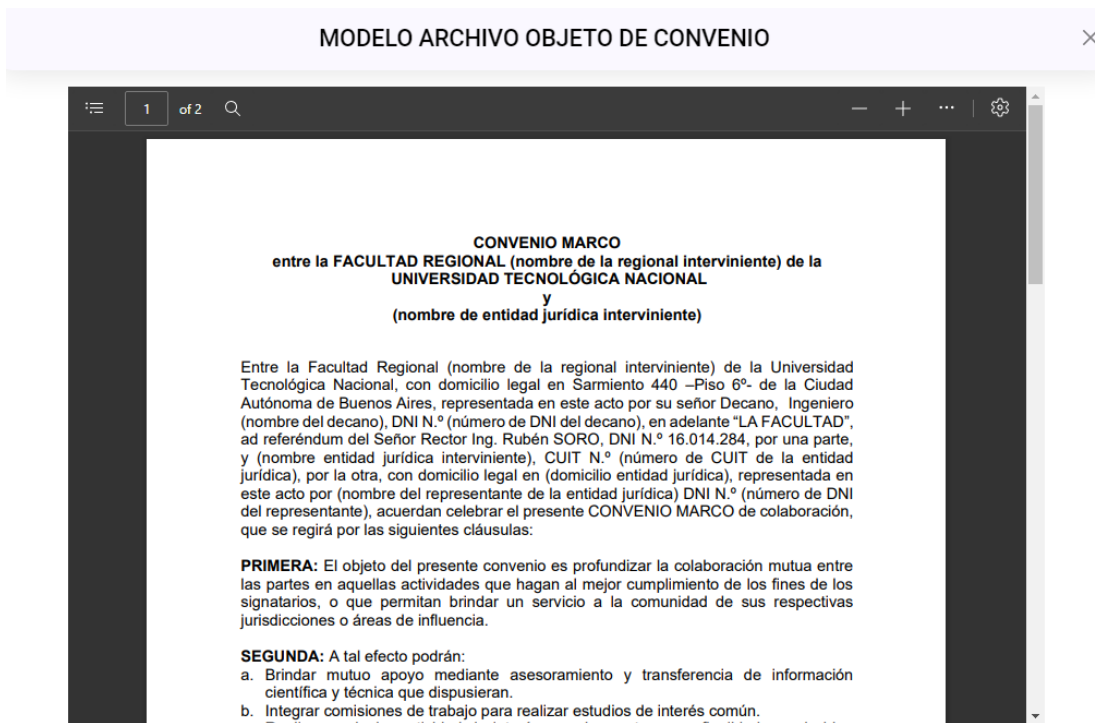 MODELO ARCHIVO OBJETO DE CONVENIO
1 of 2
CONVENIO MARCO
entre la FACULTAD REGIONAL (nombre de la regional interviniente) de la
UNIVERSIDAD TECNOLÓGICA NACIONAL
y
(nombre de entidad jurídica interviniente)
Entre la Facultad Regional (nombre de la regional interviniente) de la Universidad
Tecnológica Nacional, con domicilio legal en Sarmiento 440 –Piso 6º- de la Ciudad
Autónoma de Buenos Aires, representada en este acto por su señor Decano, Ingeniero
(nombre del decano), DNI N.º (número de DNI del decano), en adelante “LA FACULTAD”,
ad referéndum del Señor Rector Ing. Rubén SORO, DNI N.º 16.014.284, por una parte,
y (nombre entidad jurídica interviniente), CUIT N.º (número de CUIT de la entidad
jurídica), por la otra, con domicilio legal en (domicilio entidad jurídica), representada en
este acto por (nombre del representante de la entidad jurídica) DNI N.º (número de DNI
del representante), acuerdan celebrar el presente CONVENIO MARCO de colaboración,
que se regirá por las siguientes cláusulas:
PRIMERA: El objeto del presente convenio es profundizar la colaboración mutua entre
las partes en aquellas actividades que hagan al mejor cumplimiento de los fines de los
signatarios, o que permitan brindar un servicio a la comunidad de sus respectivas
jurisdicciones o áreas de influencia.
SEGUNDA: A tal efecto podrán:
a. Brindar mutuo apoyo mediante asesoramiento y transferencia de información
científica y técnica que dispusieran.
b. Integrar comisiones de trabajo para realizar estudios de interés común.